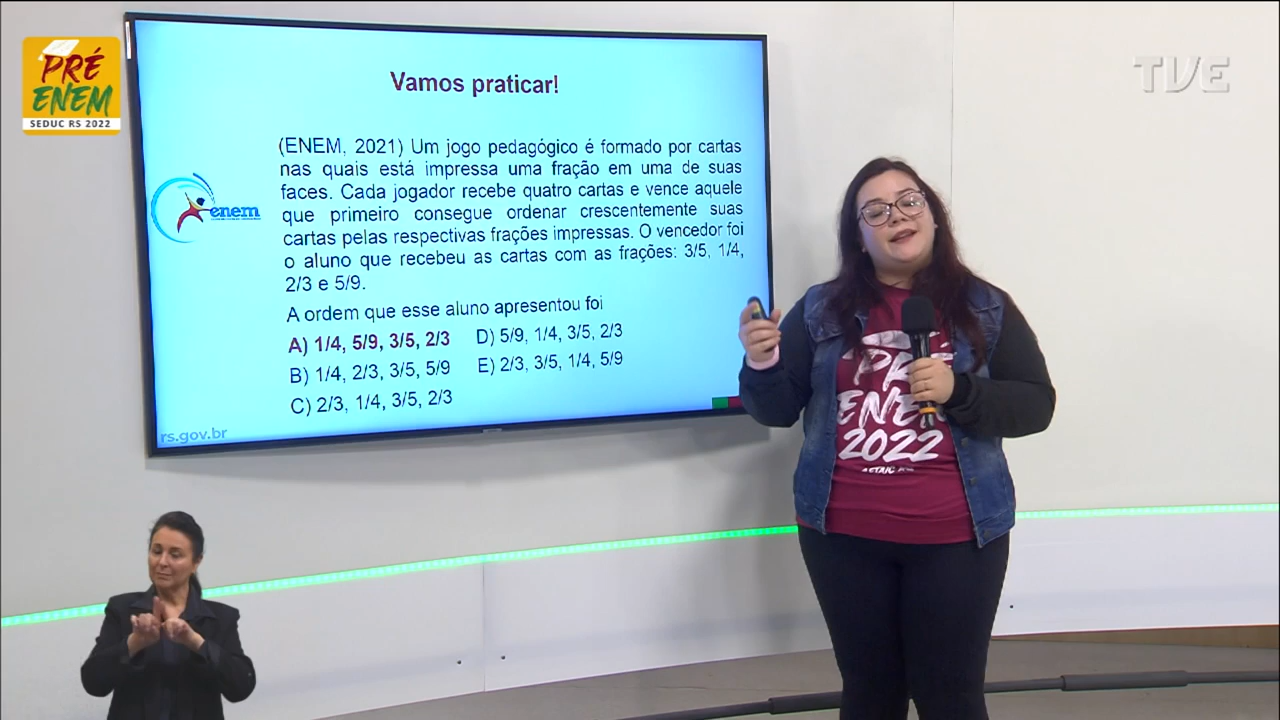 PRÉ
ENEM
SEDUC RS 2022
TVE
Vamos praticar!
(ENEM, 2021) Um jogo pedagógico é formado por cartas
nas quais está impressa uma fração em uma de suas
faces. Cada jogador recebe quatro cartas e vence aquele
que primeiro consegue ordenar crescentemente suas
cartas pelas respectivas frações impressas. O vencedor foi
o aluno que recebeu as cartas com as frações: 3/5, 1/4,
2/3 e 5/9.
enem
A ordem que esse aluno apresentou foi
A) 1/4, 5/9, 3/5, 2/3 D) 5/9, 1/4, 3/5, 2/3
B) 1/4, 2/3, 3/5, 5/9 E) 2/3, 3/5, 1/4, 5/9
C) 2/3, 1/4, 3/5, 2/3
rs.gov.br
PRÉ
ENEM
2022